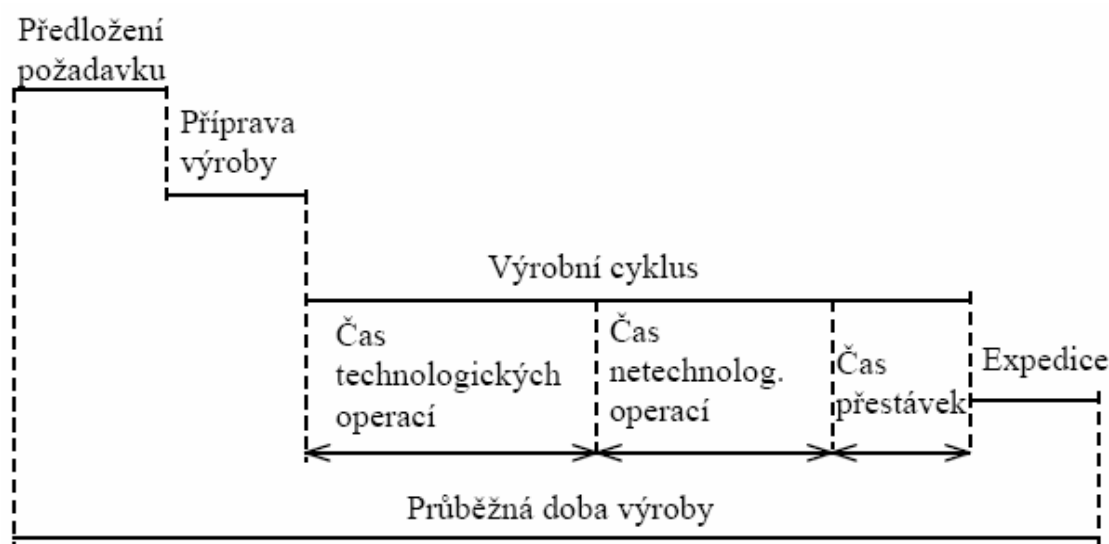 Předložení
požadavku
Příprava
výroby
Výrobní cyklus
Čas
technologických
operací
Čas
netechnolog.
operací
Čas
přestávek
Expedice
Průběžná doba výroby